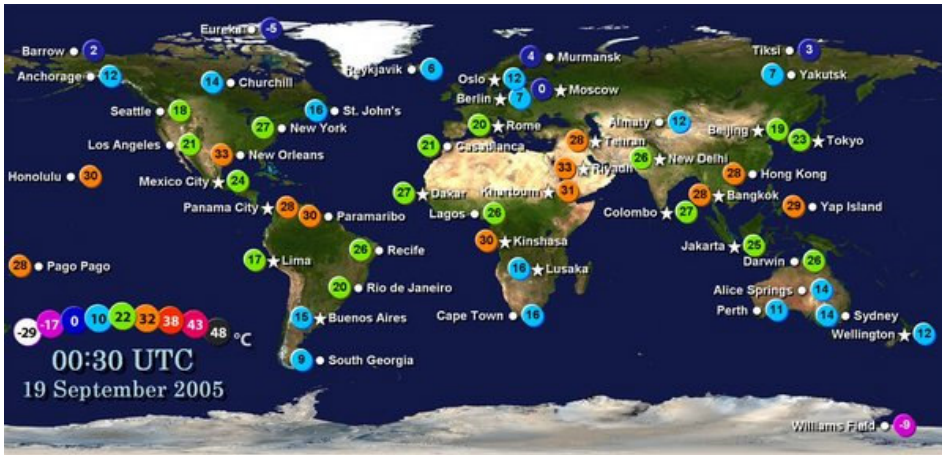 Eureka -5
Barrow 2
Tiksi 3
4 Murmansk
Reykjavik 6
Anchorage 12
14 Churchill
Oslo 12
7 Yakutsk
Berlin 7
0 Moscow
Seattle 18
16 St. John's
Almaty 12
27 New York
20 Rome
Beijing 19
23 Tokyo
Los Angeles 21
21 Casablanca
28 Tehran
33 New Orleans
26 New Delhi
33 Riyadh
Honolulu 30
28 Hong Kong
Mexico City 24
27 Dakar
Khartoum 31
28 Bangkok
Panama City 28
30 Paramaribo
Lagos 26
Colombo 27
29 Yap Island
30 Kinshasa
Jakarta 25
26 Recife
17 Lima
Darwin 26
28 Pago Pago
16 Lusaka
20 Rio de Janeiro
Alice Springs 14
15 Buenos Aires
Cape Town 16
Perth 11
14 Sydney
-29 -17 0 10 22 32 38 43 48 °C
Wellington 12
9 South Georgia
00:30 UTC
19 September 2005
Williams Field -9